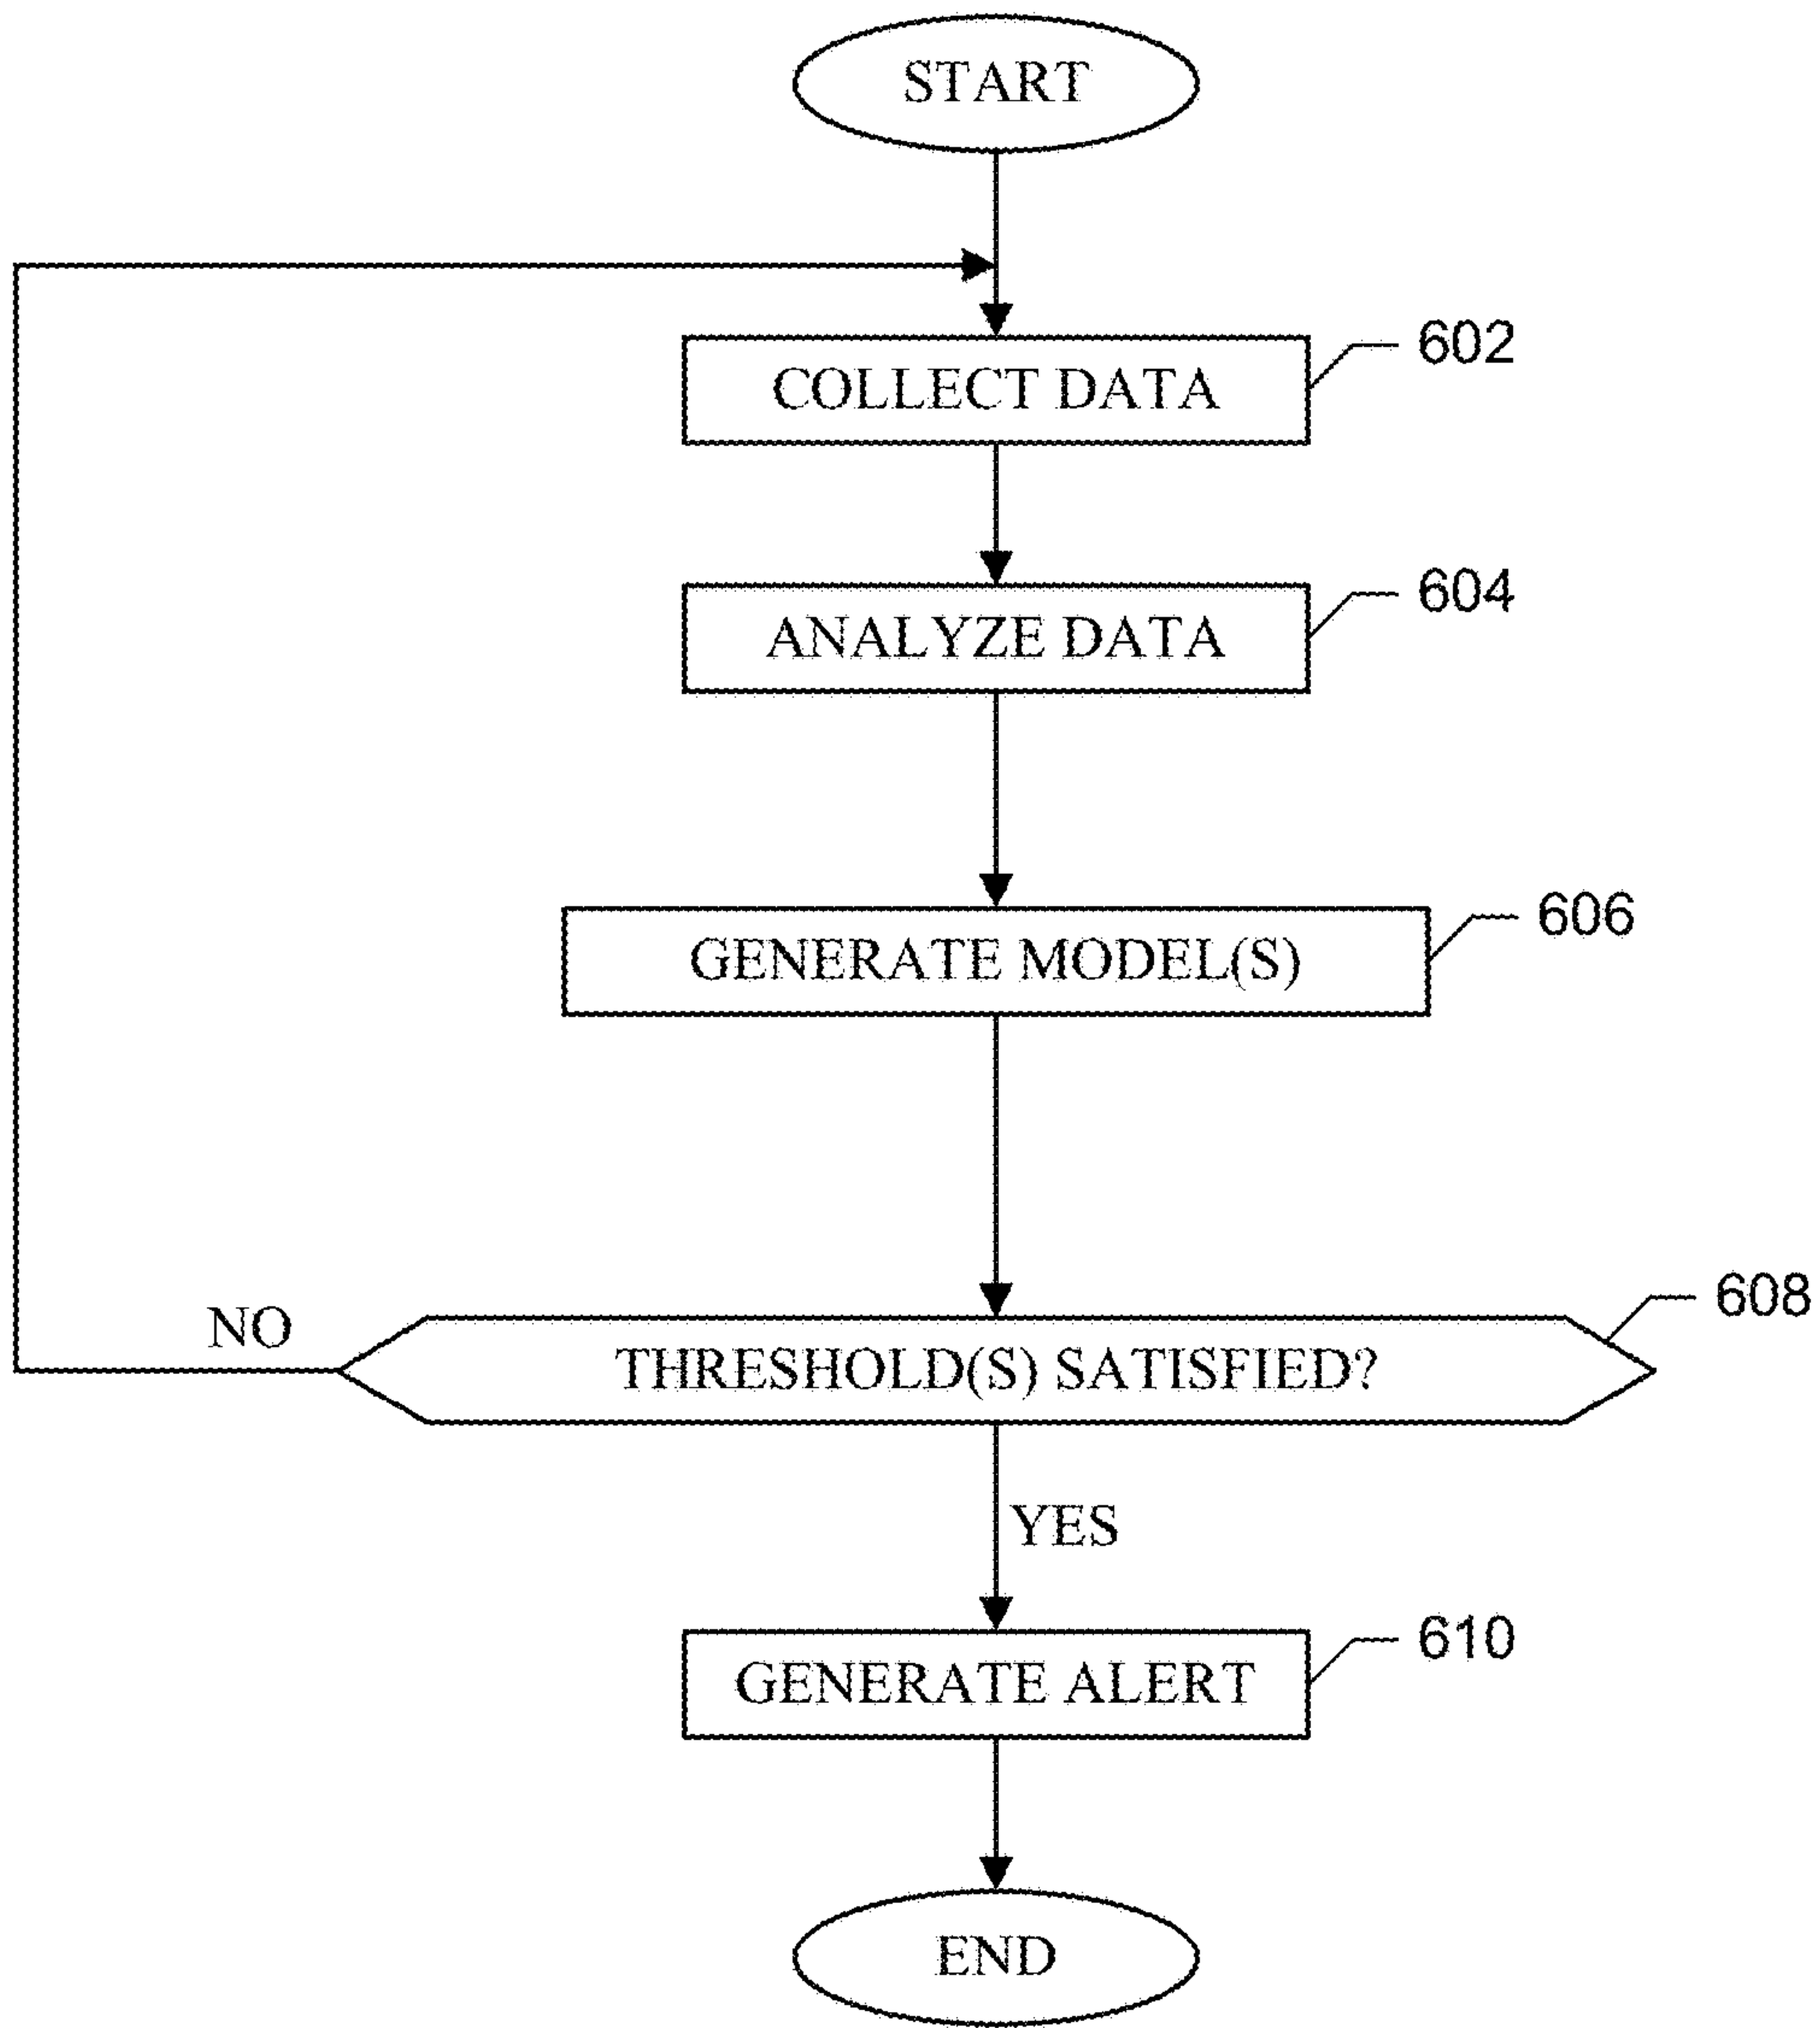 START
602
COLLECT DATA
604
ANALYZE DATA
606
GENERATE MODEL(S)
608
NO
THRESHOLD(S) SATISFIED?
YES
610
GENERATE ALERT
END